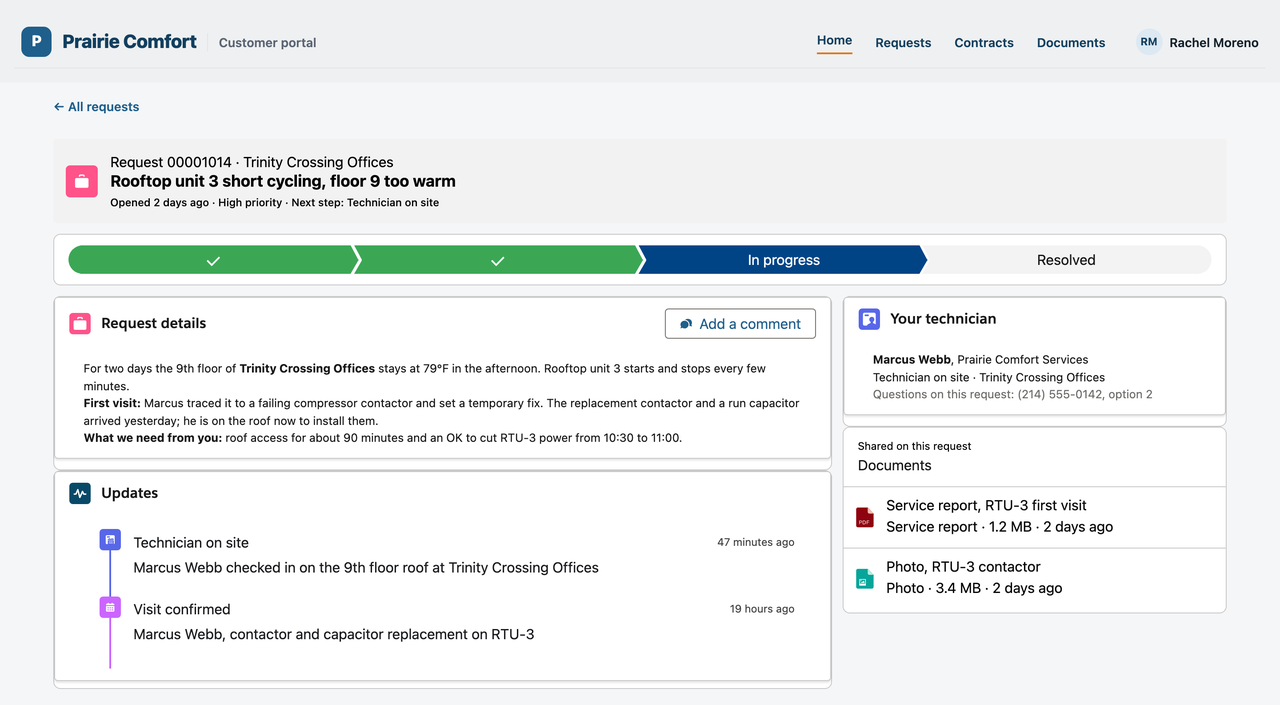 P
Prairie Comfort
Customer portal
Home
Requests
Contracts
Documents
RM
Rachel Moreno
← All requests
Request 00001014 · Trinity Crossing Offices
Rooftop unit 3 short cycling, floor 9 too warm
Opened 2 days ago · High priority · Next step: Technician on site
In progress
Resolved
Request details
Add a comment
For two days the 9th floor of Trinity Crossing Offices stays at 79°F in the afternoon. Rooftop unit 3 starts and stops every few
minutes.
First visit: Marcus traced it to a failing compressor contactor and set a temporary fix. The replacement contactor and a run capacitor
arrived yesterday; he is on the roof now to install them.
What we need from you: roof access for about 90 minutes and an OK to cut RTU-3 power from 10:30 to 11:00.
Updates
Technician on site
47 minutes ago
Marcus Webb checked in on the 9th floor roof at Trinity Crossing Offices
Visit confirmed
19 hours ago
Marcus Webb, contactor and capacitor replacement on RTU-3
Your technician
Marcus Webb, Prairie Comfort Services
Technician on site · Trinity Crossing Offices
Questions on this request: (214) 555-0142, option 2
Shared on this request
Documents
PDF
Service report, RTU-3 first visit
Service report · 1.2 MB · 2 days ago
Photo, RTU-3 contactor
Photo · 3.4 MB · 2 days ago